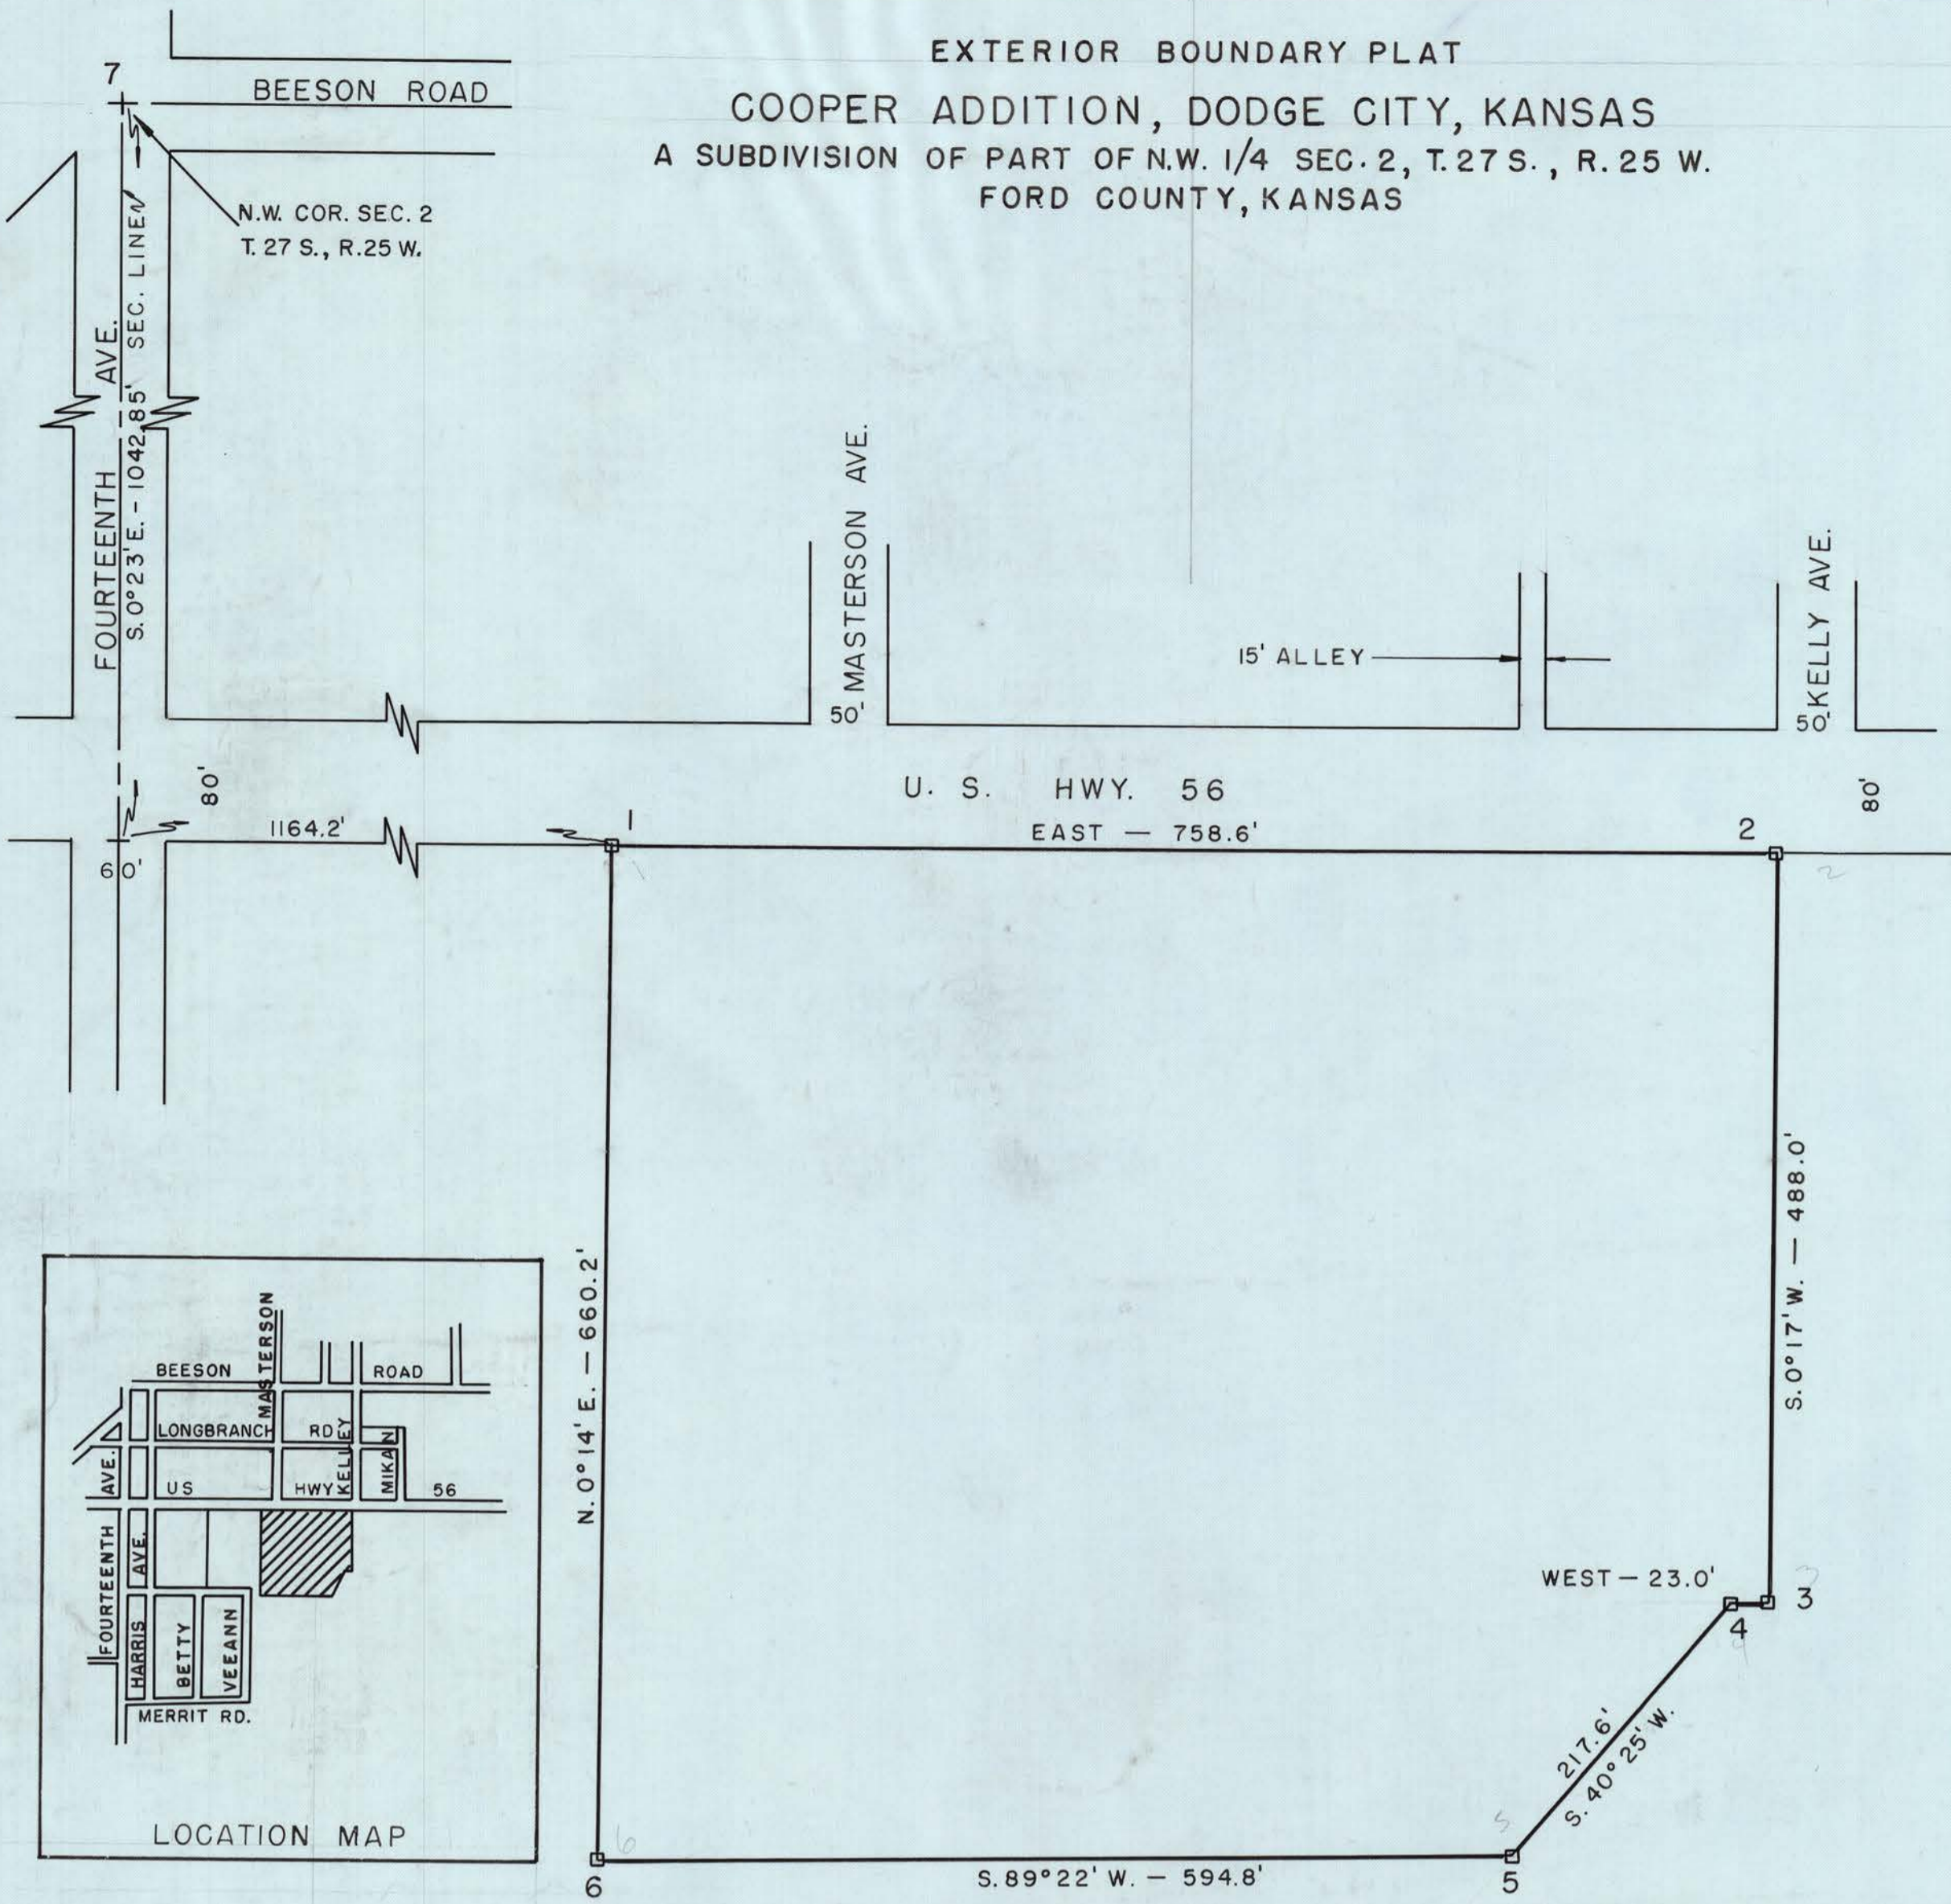 EXTERIOR BOUNDARY PLAT
COOPER ADDITION, DODGE CITY, KANSAS
A SUBDIVISION OF PART OF N.W. 1/4 SEC. 2, T. 27 S., R. 25 W.
FORD COUNTY, KANSAS
7
BEESON ROAD
N.W. COR. SEC. 2
T. 27 S., R. 25 W.
FOURTEENTH AVE.
S. 0° 23' E. - 1042.85' SEC. LINE
MASTERSON AVE.
50'
15' ALLEY
KELLY AVE.
50'
80'
U. S. HWY. 56
80'
1164.2'
60'
1
EAST — 758.6'
2
2
S. 0° 17' W. — 488.0'
N. 0° 14' E. — 660.2'
WEST — 23.0'
3
3
4
217.6'
S. 40° 25' W.
5
5
S. 89° 22' W. — 594.8'
6
6
MASTERSON
BEESON ROAD
LONGBRANCH RD
KELLEY
MIKAN
US HWY 56
FOURTEENTH AVE.
HARRIS AVE.
BETTY
VEEANN
MERRIT RD.
LOCATION MAP